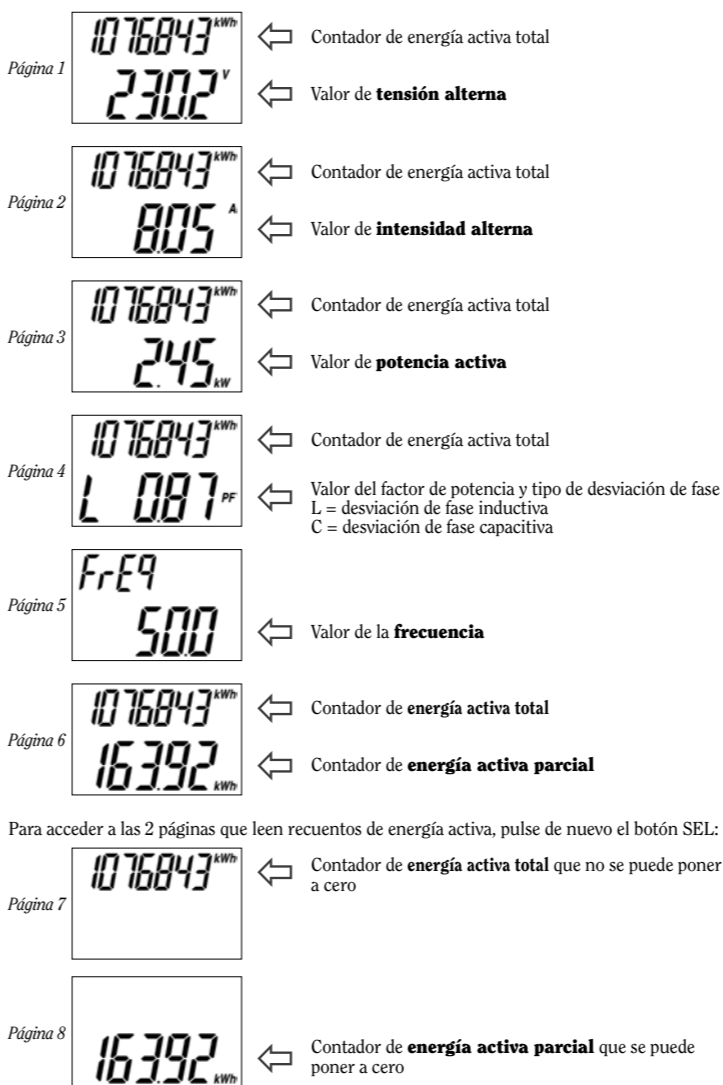 1076843 kWh
Contador de energía activa total
Página 1
230.2 V
Valor de tensión alterna
1076843 kWh
Contador de energía activa total
Página 2
8.05 A
Valor de intensidad alterna
1076843 kWh
Contador de energía activa total
Página 3
2.45 kW
Valor de potencia activa
1076843 kWh
Contador de energía activa total
Página 4
L 0.87 PF
Valor del factor de potencia y tipo de desviación de fase
L = desviación de fase inductiva
C = desviación de fase capacitiva
FrEq
Página 5
50.0
Valor de la frecuencia
1076843 kWh
Contador de energía activa total
Página 6
163.92 kWh
Contador de energía activa parcial
Para acceder a las 2 páginas que leen recuentos de energía activa, pulse de nuevo el botón SEL:
1076843 kWh
Contador de energía activa total que no se puede poner
a cero
Página 7
Página 8
163.92 kWh
Contador de energía activa parcial que se puede
poner a cero